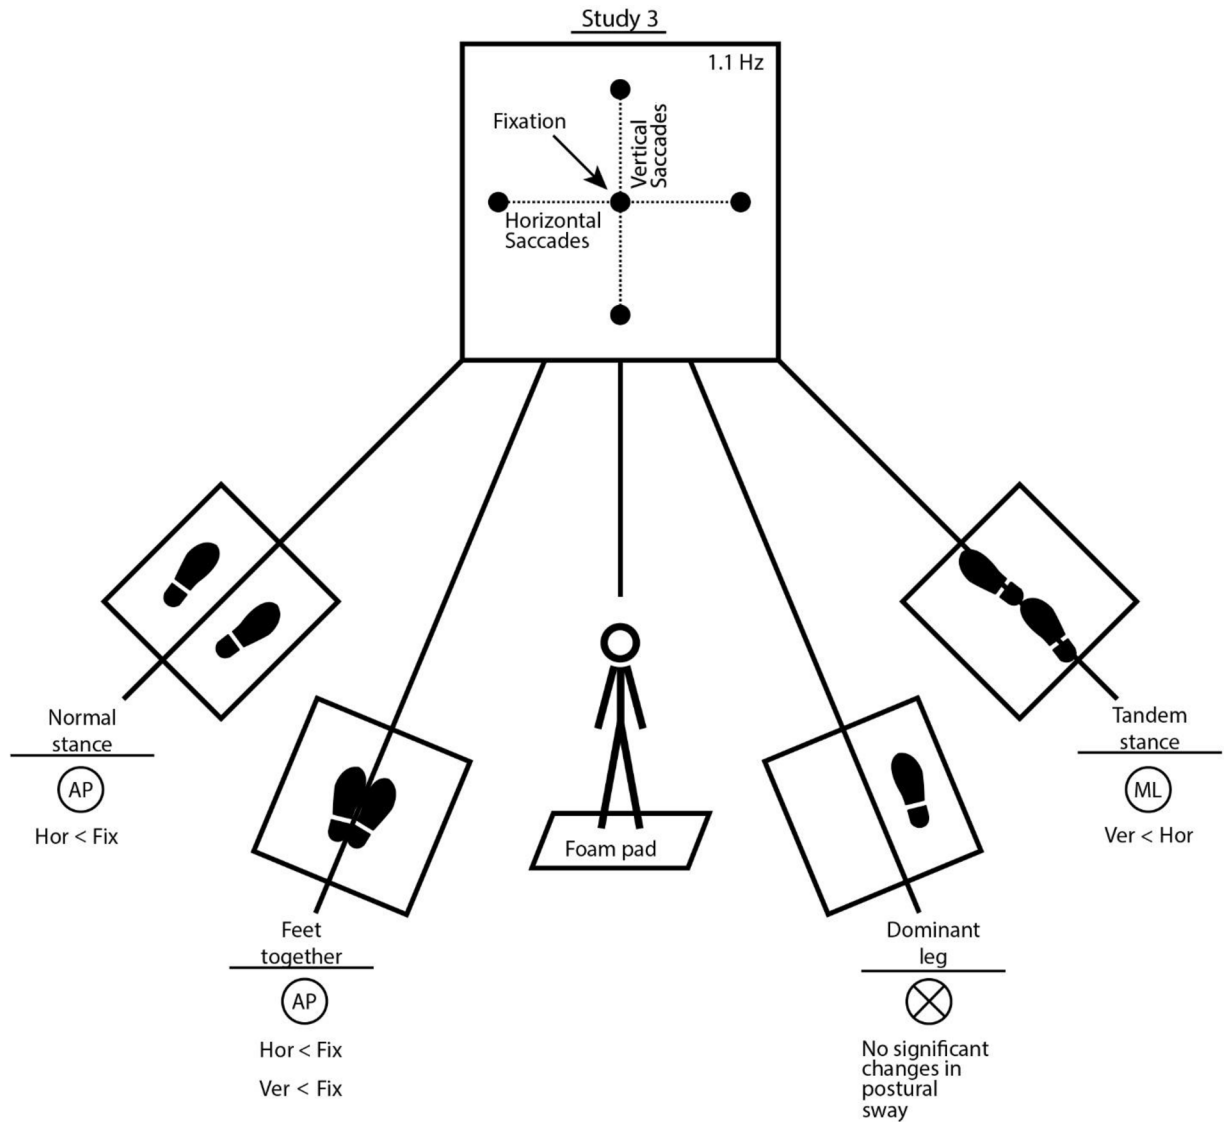 Study 3
1.1 Hz
Fixation
Vertical
Saccades
Horizontal
Saccades
Normal
stance
AP
Hor < Fix
Feet
together
AP
Hor < Fix
Ver < Fix
Foam pad
Dominant
leg
No significant
changes in
postural
sway
Tandem
stance
ML
Ver < Hor